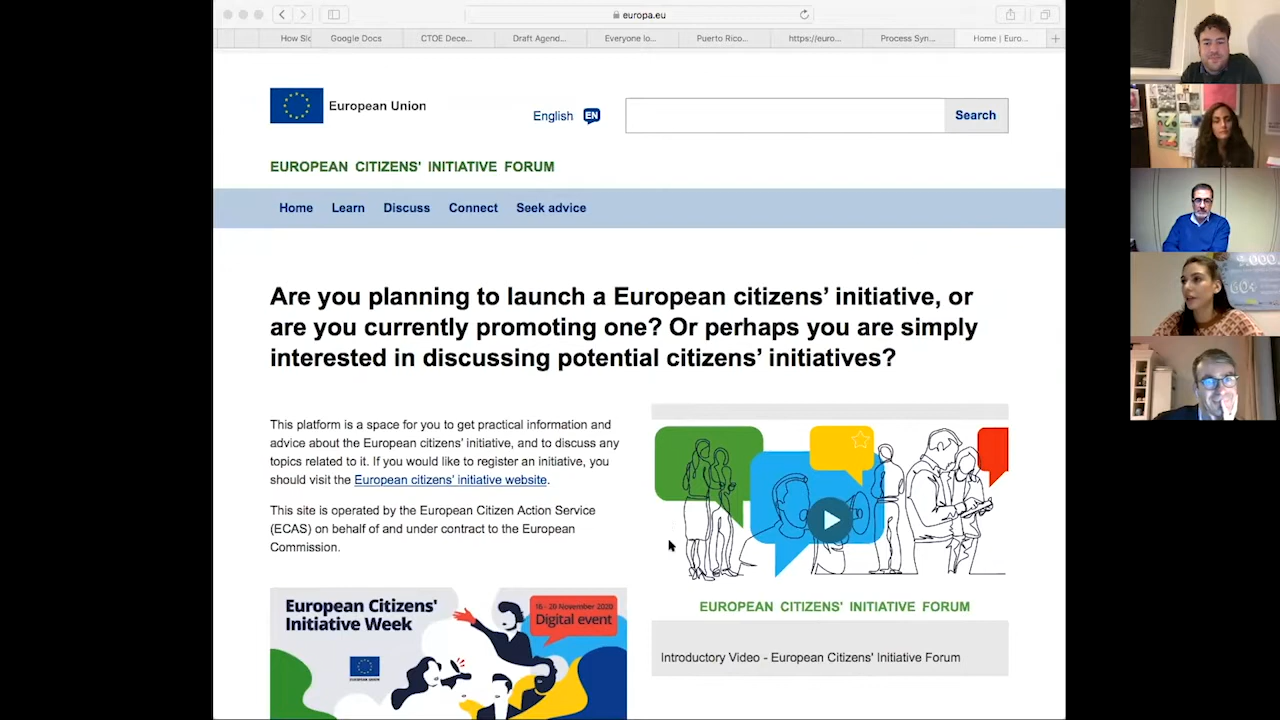 europa.eu
How Slo
Google Docs
CTOE Dece...
Draft Agend...
Everyone lo...
Puerto Rico...
https://euro...
Process Syn...
Home | Euro...
European Union
English EN
Search
EUROPEAN CITIZENS' INITIATIVE FORUM
Home Learn Discuss Connect Seek advice
Are you planning to launch a European citizens’ initiative, or
are you currently promoting one? Or perhaps you are simply
interested in discussing potential citizens’ initiatives?
This platform is a space for you to get practical information and
advice about the European citizens’ initiative, and to discuss any
topics related to it. If you would like to register an initiative, you
should visit the European citizens’ initiative website.
This site is operated by the European Citizen Action Service
(ECAS) on behalf of and under contract to the European
Commission.
European Citizens'
Initiative Week
16 - 20 November 2020
Digital event
EUROPEAN UNION
EUROPEAN CITIZENS' INITIATIVE FORUM
Introductory Video - European Citizens' Initiative Forum